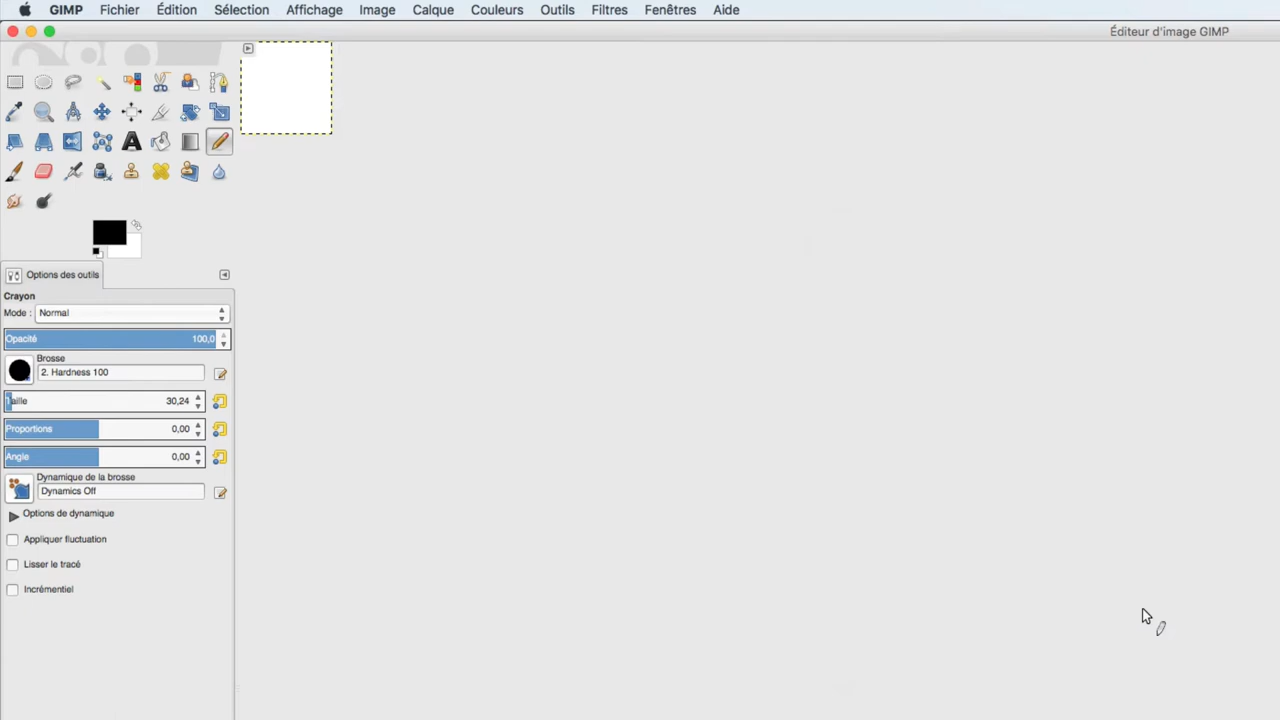 GIMP Fichier Édition Sélection Affichage Image Calque Couleurs Outils Filtres Fenêtres Aide
Éditeur d'image GIMP
Options des outils
Crayon
Mode : Normal
Opacité 100,0
Brosse
2. Hardness 100
Taille 30,24
Proportions 0,00
Angle 0,00
Dynamique de la brosse
Dynamics Off
Options de dynamique
Appliquer fluctuation
Lisser le tracé
Incrémentiel